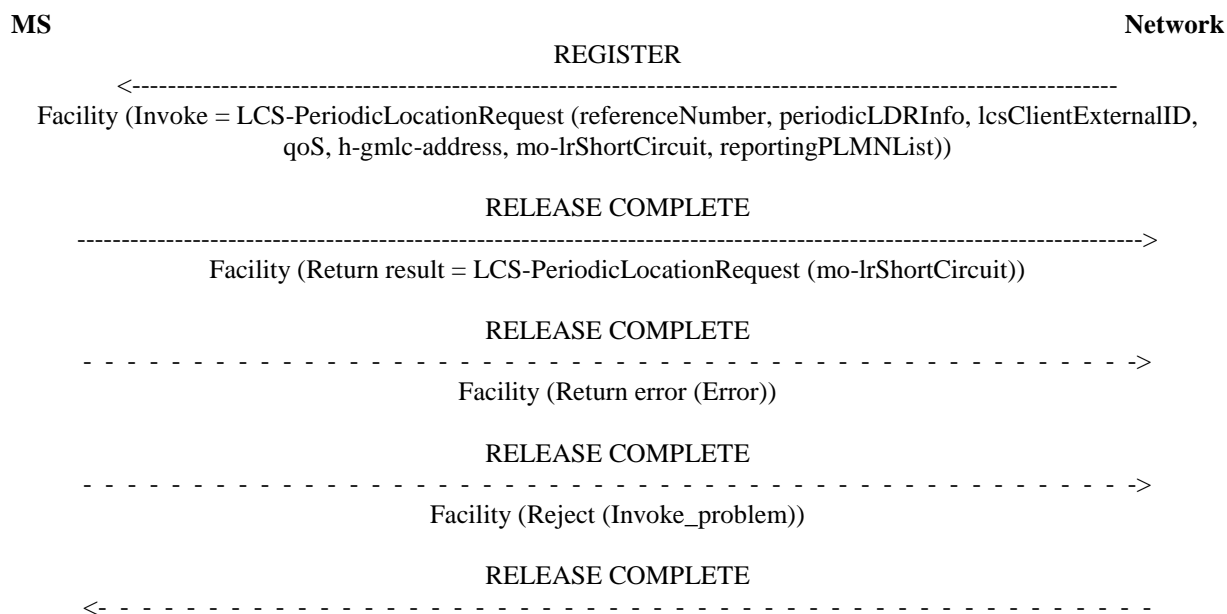 MS Network
REGISTER
<--------------------------------------------------------------------------------------------------------------
Facility (Invoke = LCS-PeriodicLocationRequest (referenceNumber, periodicLDRInfo, lcsClientExternalID,
qoS, h-gmlc-address, mo-lrShortCircuit, reportingPLMNList))
RELEASE COMPLETE
----------------------------------------------------------------------------------------------------------------------->
Facility (Return result = LCS-PeriodicLocationRequest (mo-lrShortCircuit))
RELEASE COMPLETE
- - - - - - - - - - - - - - - - - - - - - - - - - - - - - - - - - - - - - - - - - - - - - - - ->
Facility (Return error (Error))
RELEASE COMPLETE
- - - - - - - - - - - - - - - - - - - - - - - - - - - - - - - - - - - - - - - - - - - - - - - ->
Facility (Reject (Invoke_problem))
RELEASE COMPLETE
<- - - - - - - - - - - - - - - - - - - - - - - - - - - - - - - - - - - - - - - - - - - - - - - -